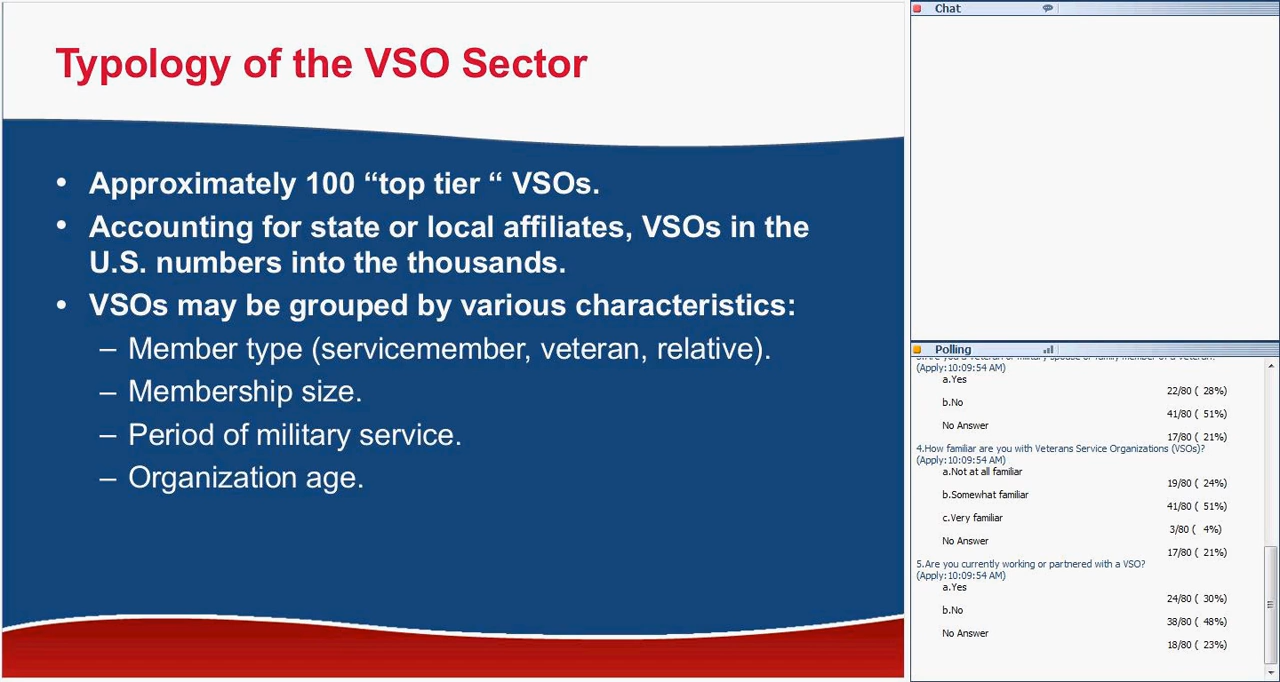 Typology of the VSO Sector
• Approximately 100 “top tier “ VSOs.
• Accounting for state or local affiliates, VSOs in the
U.S. numbers into the thousands.
• VSOs may be grouped by various characteristics:
– Member type (servicemember, veteran, relative).
– Membership size.
– Period of military service.
– Organization age.
Chat
Polling
(Apply:10:09:54 AM)
a.Yes
22/80 ( 28%)
b.No
41/80 ( 51%)
No Answer
17/80 ( 21%)
4.How familiar are you with Veterans Service Organizations (VSOs)?
(Apply:10:09:54 AM)
a.Not at all familiar
19/80 ( 24%)
b.Somewhat familiar
41/80 ( 51%)
c.Very familiar
3/80 ( 4%)
No Answer
17/80 ( 21%)
5.Are you currently working or partnered with a VSO?
(Apply:10:09:54 AM)
a.Yes
24/80 ( 30%)
b.No
38/80 ( 48%)
No Answer
18/80 ( 23%)